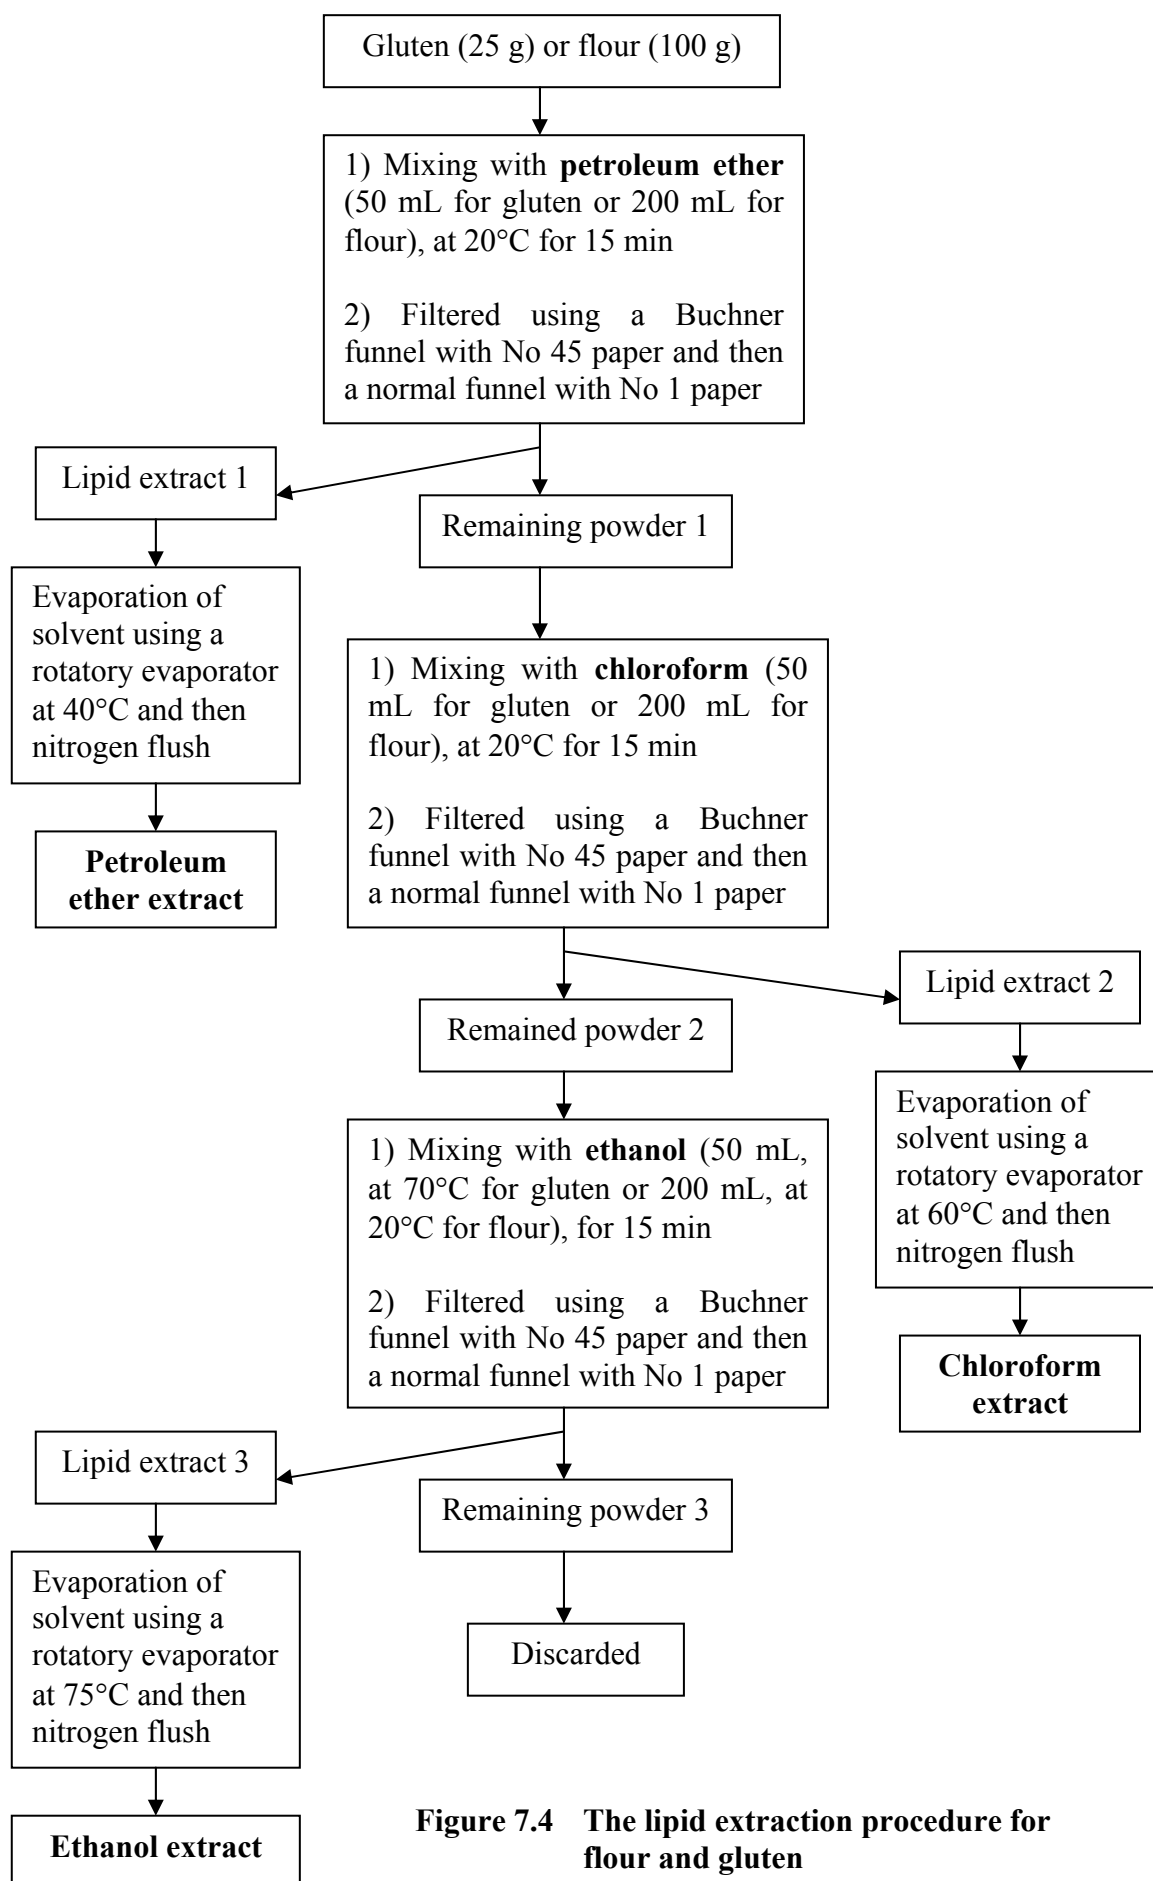 Gluten (25 g) or flour (100 g)
1) Mixing with petroleum ether
(50 mL for gluten or 200 mL for
flour), at 20°C for 15 min
2) Filtered using a Buchner
funnel with No 45 paper and then
a normal funnel with No 1 paper
Lipid extract 1
Remaining powder 1
Evaporation of
solvent using a
rotatory evaporator
at 40°C and then
nitrogen flush
Petroleum
ether extract
1) Mixing with chloroform (50
mL for gluten or 200 mL for
flour), at 20°C for 15 min
2) Filtered using a Buchner
funnel with No 45 paper and then
a normal funnel with No 1 paper
Lipid extract 2
Remained powder 2
Evaporation of
solvent using a
rotatory evaporator
at 60°C and then
nitrogen flush
Chloroform
extract
1) Mixing with ethanol (50 mL,
at 70°C for gluten or 200 mL, at
20°C for flour), for 15 min
2) Filtered using a Buchner
funnel with No 45 paper and then
a normal funnel with No 1 paper
Lipid extract 3
Remaining powder 3
Evaporation of
solvent using a
rotatory evaporator
at 75°C and then
nitrogen flush
Discarded
Ethanol extract
Figure 7.4 The lipid extraction procedure for
flour and gluten